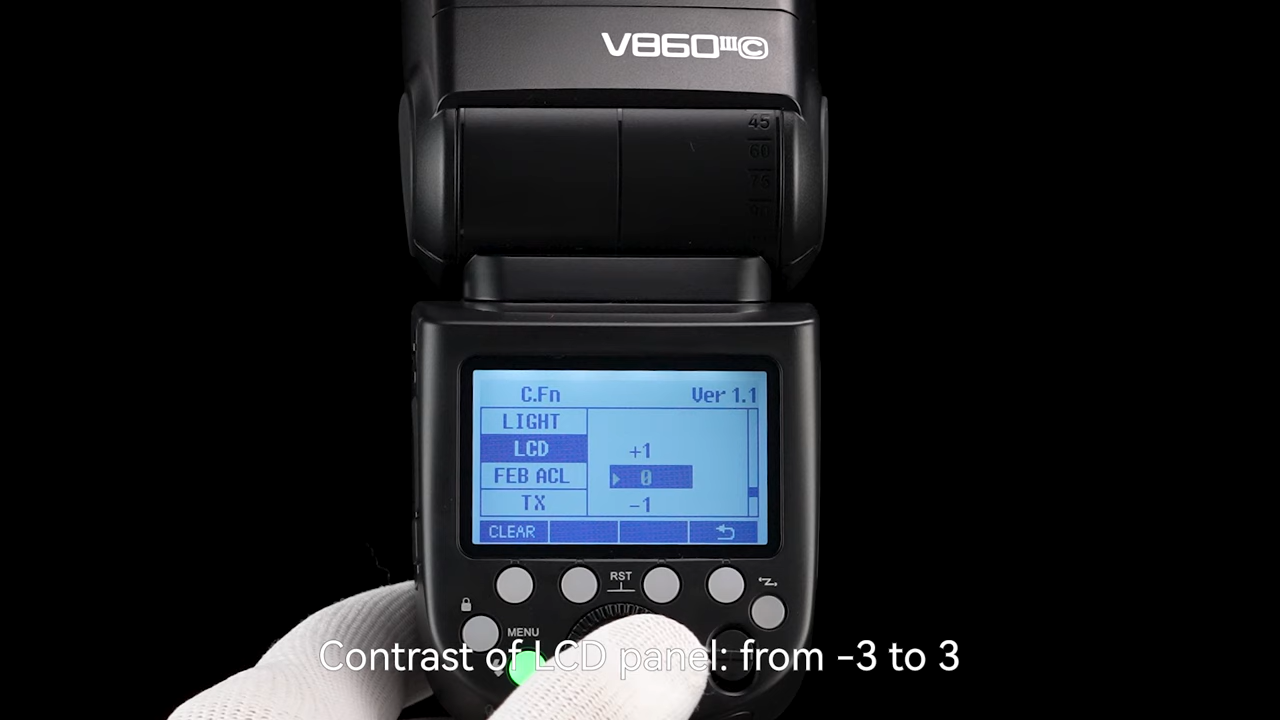 V860IIIC
45
60
76
90
C.Fn Ver 1.1
LIGHT
LCD +1
FEB ACL 0
TX -1
CLEAR
RST
MENU
Contrast of LCD panel: from -3 to 3